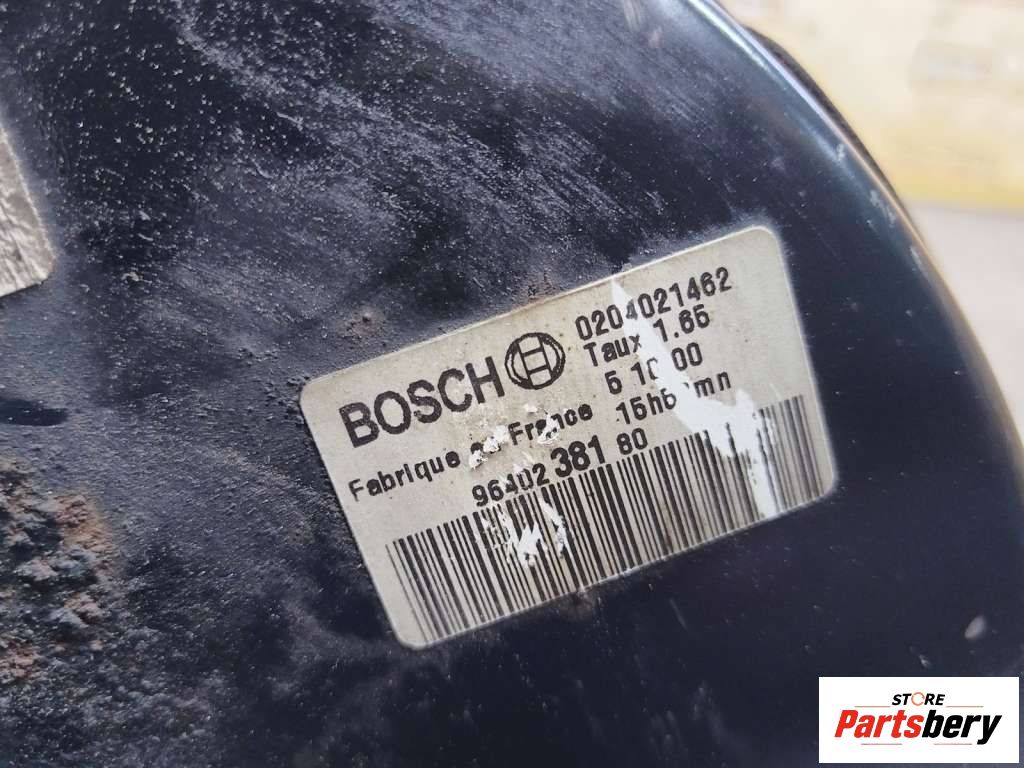 BOSCH 0204021462
Taux 1.65
Fabrique France
96402 381 80
STORE
Partsbery